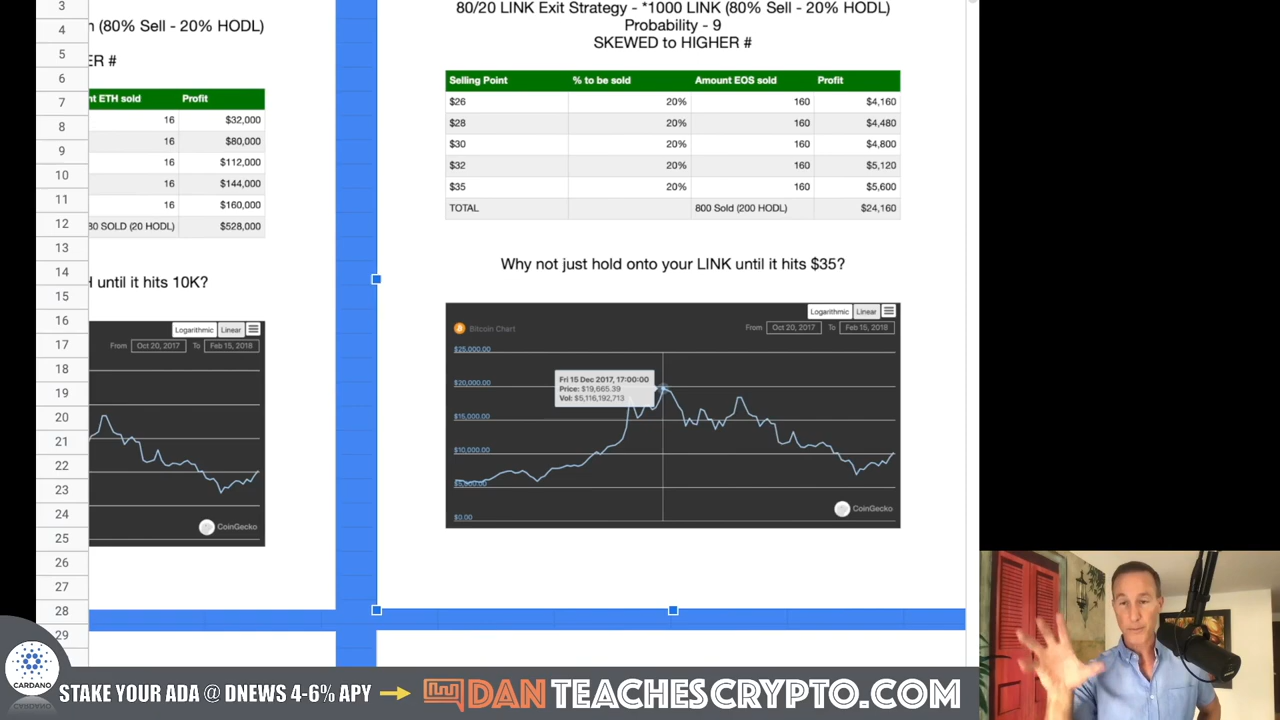 3
4
5
6
7
8
9
10
11
12
13
14
15
16
17
18
19
20
21
22
23
24
25
26
27
28
29
(80% Sell - 20% HODL)
ER #
ETH sold Profit
16 $32,000
16 $80,000
16 $112,000
16 $144,000
16 $160,000
SOLD (20 HODL) $528,000
until it hits 10K?
Logarithmic Linear
From Oct 20, 2017 To Feb 15, 2018
CoinGecko
80/20 LINK Exit Strategy - *1000 LINK (80% Sell - 20% HODL)
Probability - 9
SKEWED to HIGHER #
Selling Point % to be sold Amount EOS sold Profit
$26 20% 160 $4,160
$28 20% 160 $4,480
$30 20% 160 $4,800
$32 20% 160 $5,120
$35 20% 160 $5,600
TOTAL 800 Sold (200 HODL) $24,160
Why not just hold onto your LINK until it hits $35?
Logarithmic Linear
Bitcoin Chart From Oct 20, 2017 To Feb 15, 2018
$25,000.00
$20,000.00
$15,000.00
$10,000.00
$5,000.00
$0.00
Fri 15 Dec 2017, 17:00:00
Price: $19,665.39
Vol: $5,116,192,713
CoinGecko
CARDANO
STAKE YOUR ADA @ DNEWS 4-6% APY DANTEACHESCRYPTO.COM